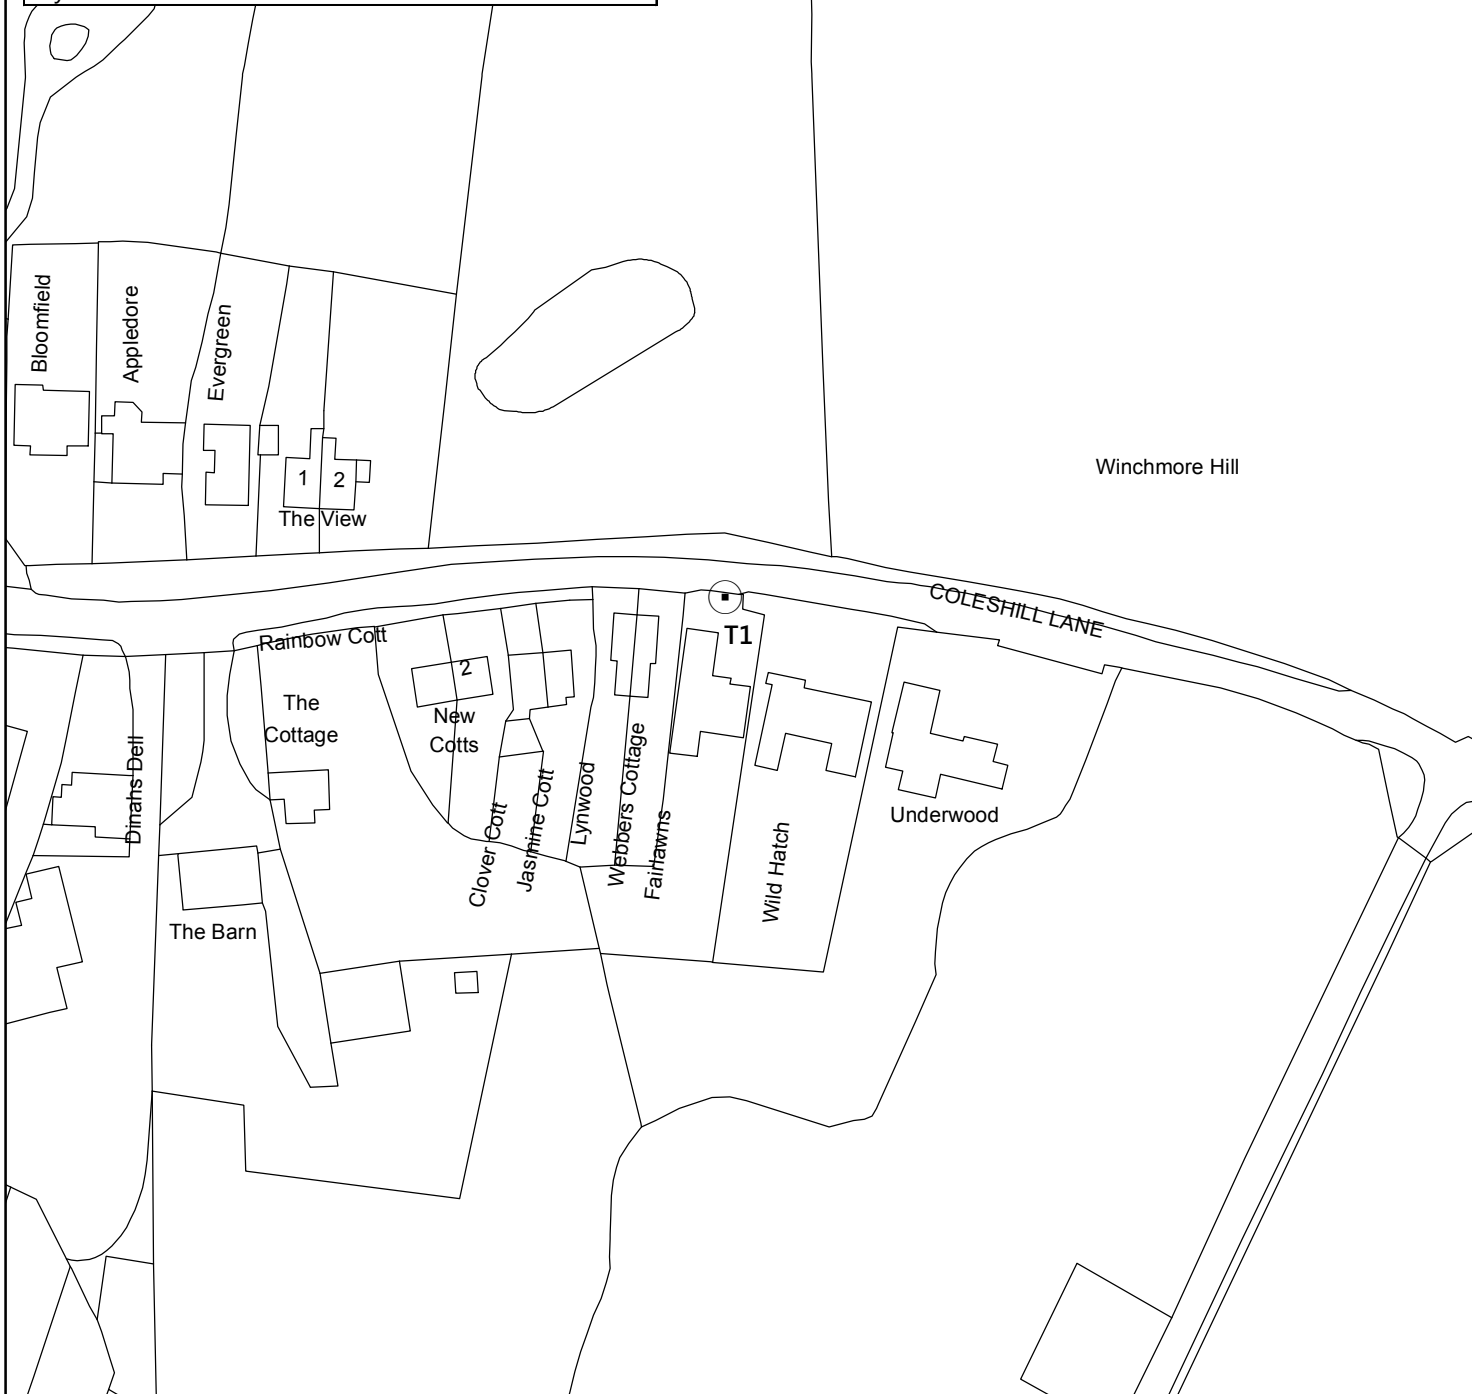 Bloomfield
Appledore
Evergreen
1
2
The View
Winchmore Hill
COLESHILL LANE
T1
Rainbow Cott
The
Cottage
2
New
Cotts
Dinahs Dell
Clover Cott
Jasmine Cott
Lynwood
Webbers Cottage
Fairlawns
Wild Hatch
Underwood
The Barn